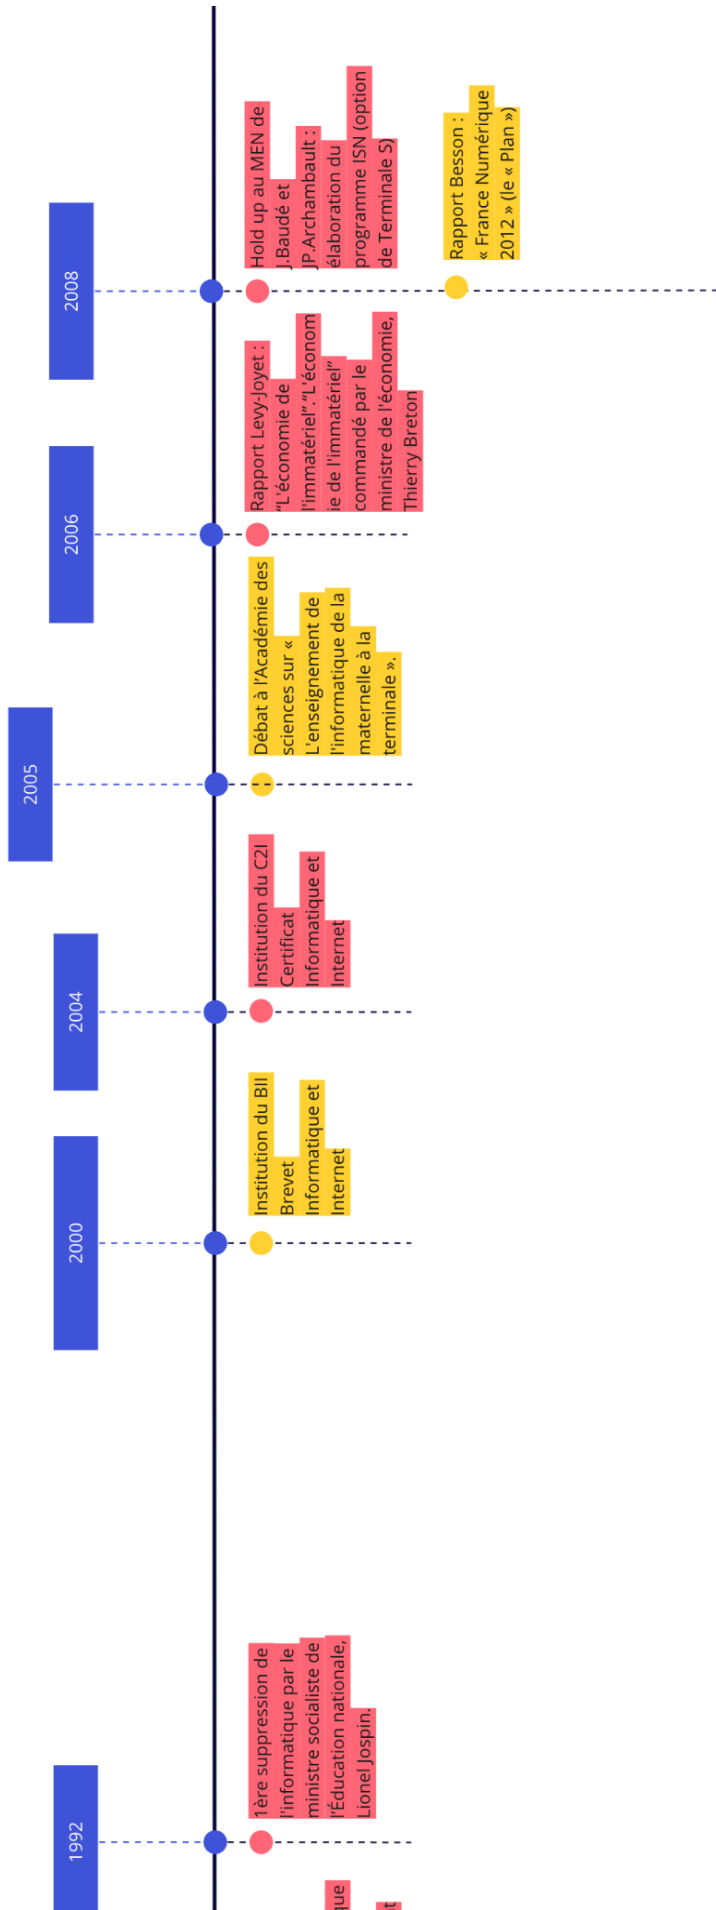 que
t
1992
1ère suppression de
l'informatique par le
ministre socialiste de
l'Éducation nationale,
Lionel Jospin.
2000
Institution du BII
Brevet
Informatique et
Internet
2004
Institution du C2I
Certificat
Informatique et
Internet
2005
Débat à l'Académie des
sciences sur «
L'enseignement de
l'informatique de la
maternelle à la
terminale ».
2006
Rapport Levy-Joyet :
“L'économie de
l'immatériel”.“L'économ
ie de l'immatériel”
commandé par le
ministre de l'économie,
Thierry Breton
2008
Hold up au MEN de
J.Baudé et
JP.Archambault :
élaboration du
programme ISN (option
de Terminale S)
Rapport Besson :
« France Numérique
2012 » (le « Plan »)